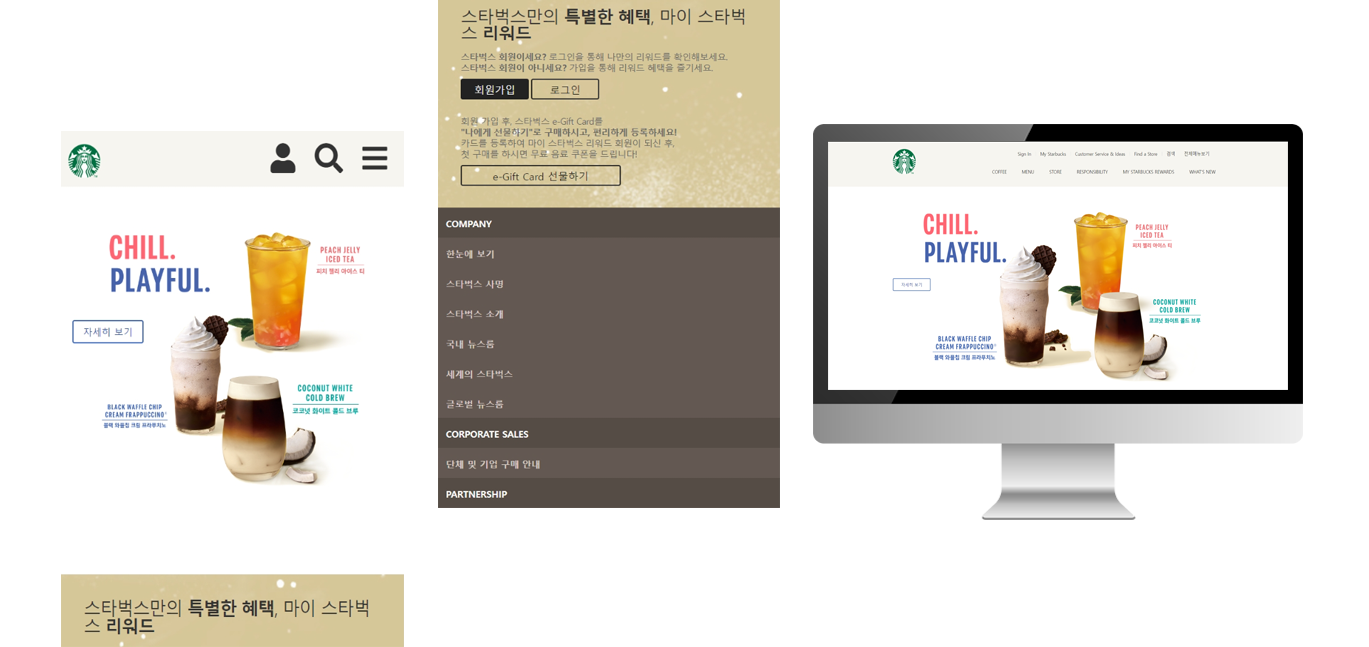 CHILL.
PLAYFUL.
PEACH JELLY
ICED TEA
피치 젤리 아이스 티
자세히 보기
COCONUT WHITE
COLD BREW
코코넛 화이트 콜드 브루
BLACK WAFFLE CHIP
CREAM FRAPPUCCINO®
블랙 와플칩 크림 프라푸치노
스타벅스만의 특별한 혜택, 마이 스타벅
스 리워드
스타벅스만의 특별한 혜택, 마이 스타벅
스 리워드
스타벅스 회원이세요? 로그인을 통해 나만의 리워드를 확인해보세요.
스타벅스 회원이 아니세요? 가입을 통해 리워드 혜택을 즐기세요.
회원가입 로그인
회원 가입 후, 스타벅스 e-Gift Card를
"나에게 선물하기"로 구매하시고, 편리하게 등록하세요!
카드를 등록하여 마이 스타벅스 리워드 회원이 되신 후,
첫 구매를 하시면 무료 음료 쿠폰을 드립니다!
e-Gift Card 선물하기
COMPANY
한눈에 보기
스타벅스 사명
스타벅스 소개
국내 뉴스룸
세계의 스타벅스
글로벌 뉴스룸
CORPORATE SALES
단체 및 기업 구매 안내
PARTNERSHIP
Sign In My Starbucks Customer Service & Ideas Find a Store 검색 전체메뉴보기
COFFEE MENU STORE RESPONSIBILITY MY STARBUCKS REWARDS WHAT'S NEW
CHILL.
PLAYFUL.
PEACH JELLY
ICED TEA
피치 젤리 아이스 티
자세히 보기
COCONUT WHITE
COLD BREW
코코넛 화이트 콜드 브루
BLACK WAFFLE CHIP
CREAM FRAPPUCCINO®
블랙 와플칩 크림 프라푸치노